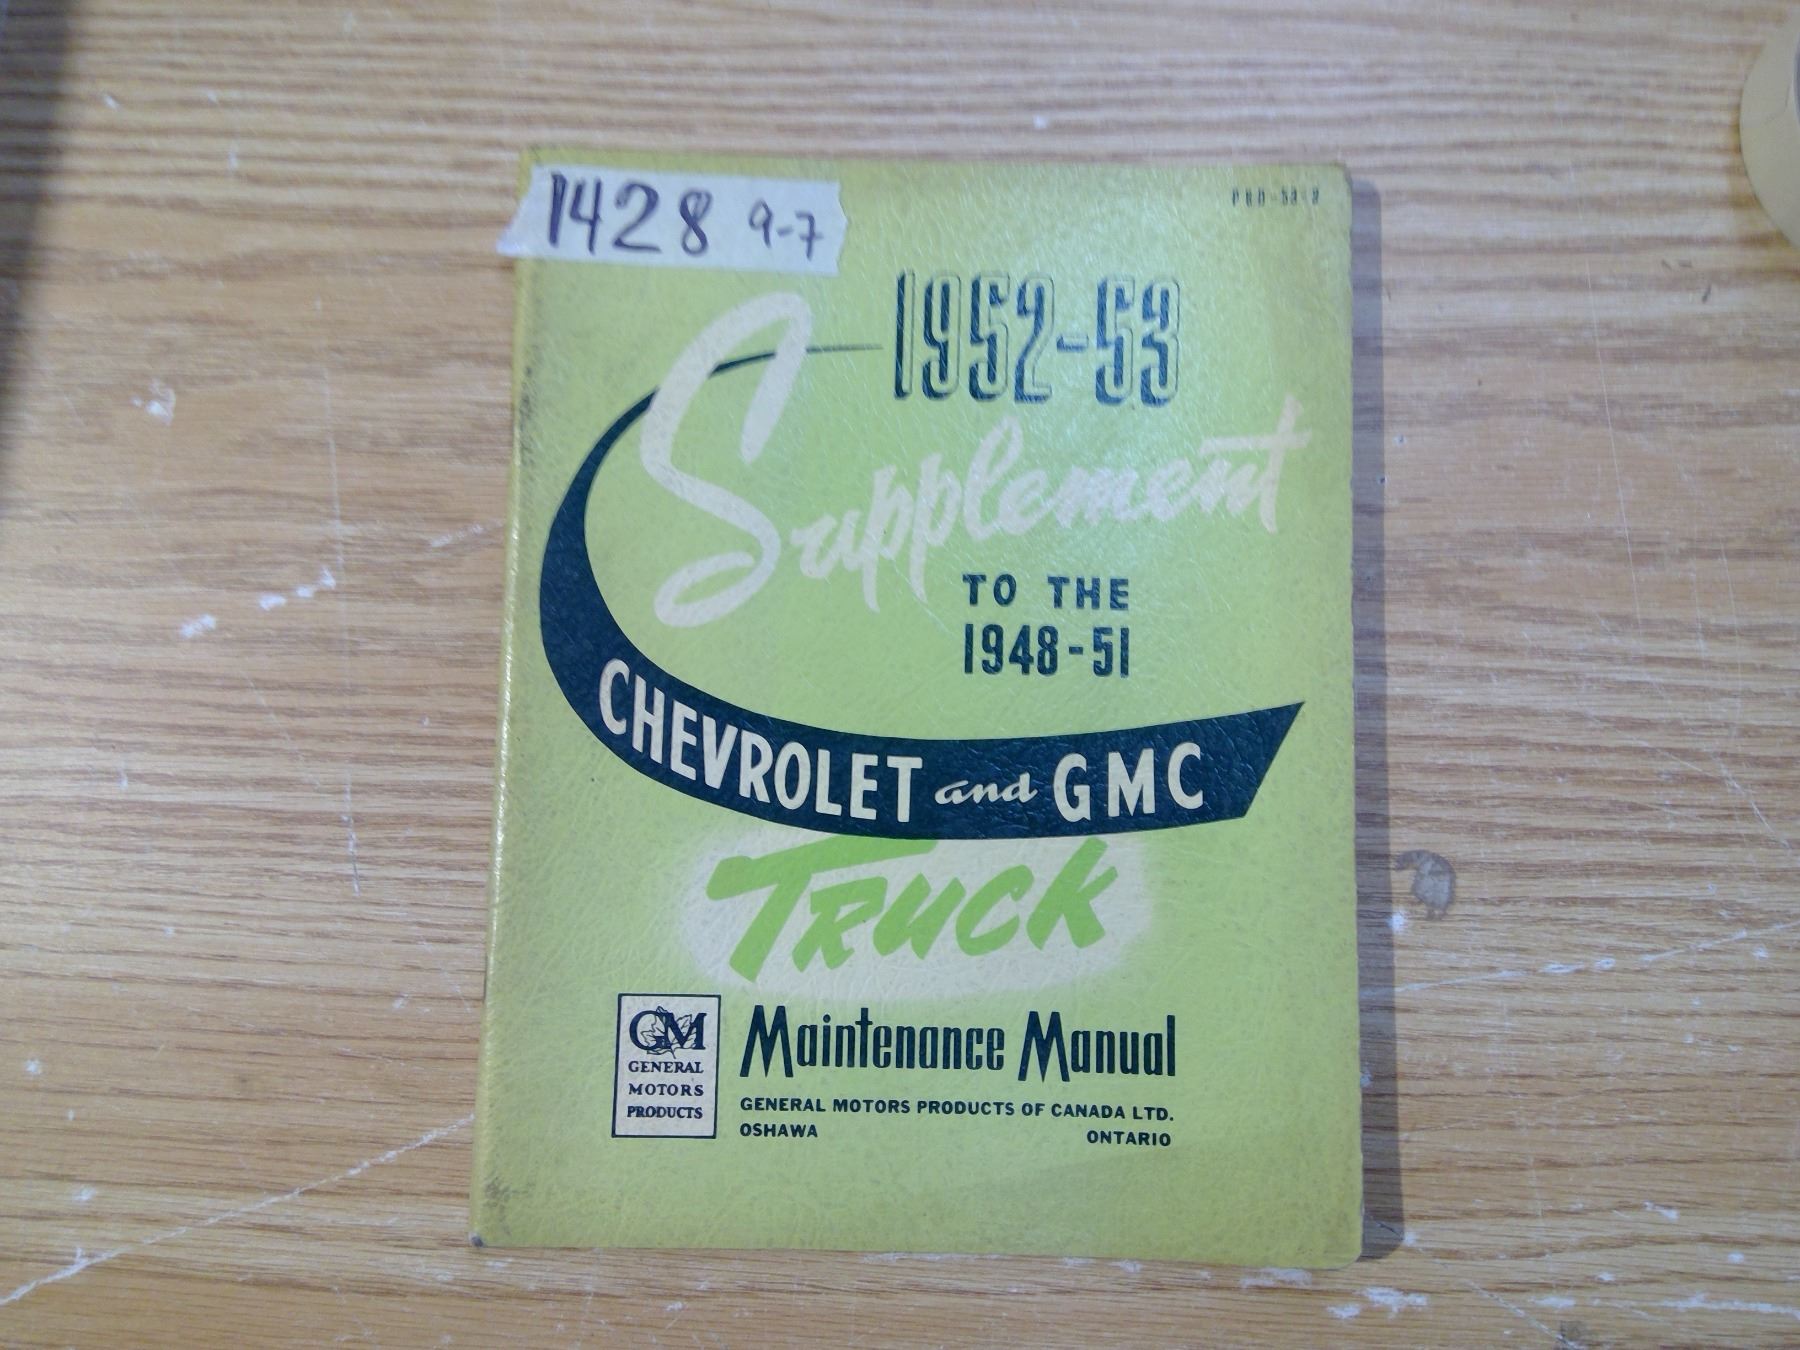 1428 9-7
1952-53
Supplement
TO THE
1948-51
CHEVROLET and GMC
TRUCK
Maintenance Manual
GM
GENERAL
MOTORS
PRODUCTS
GENERAL MOTORS PRODUCTS OF CANADA LTD.
OSHAWA ONTARIO